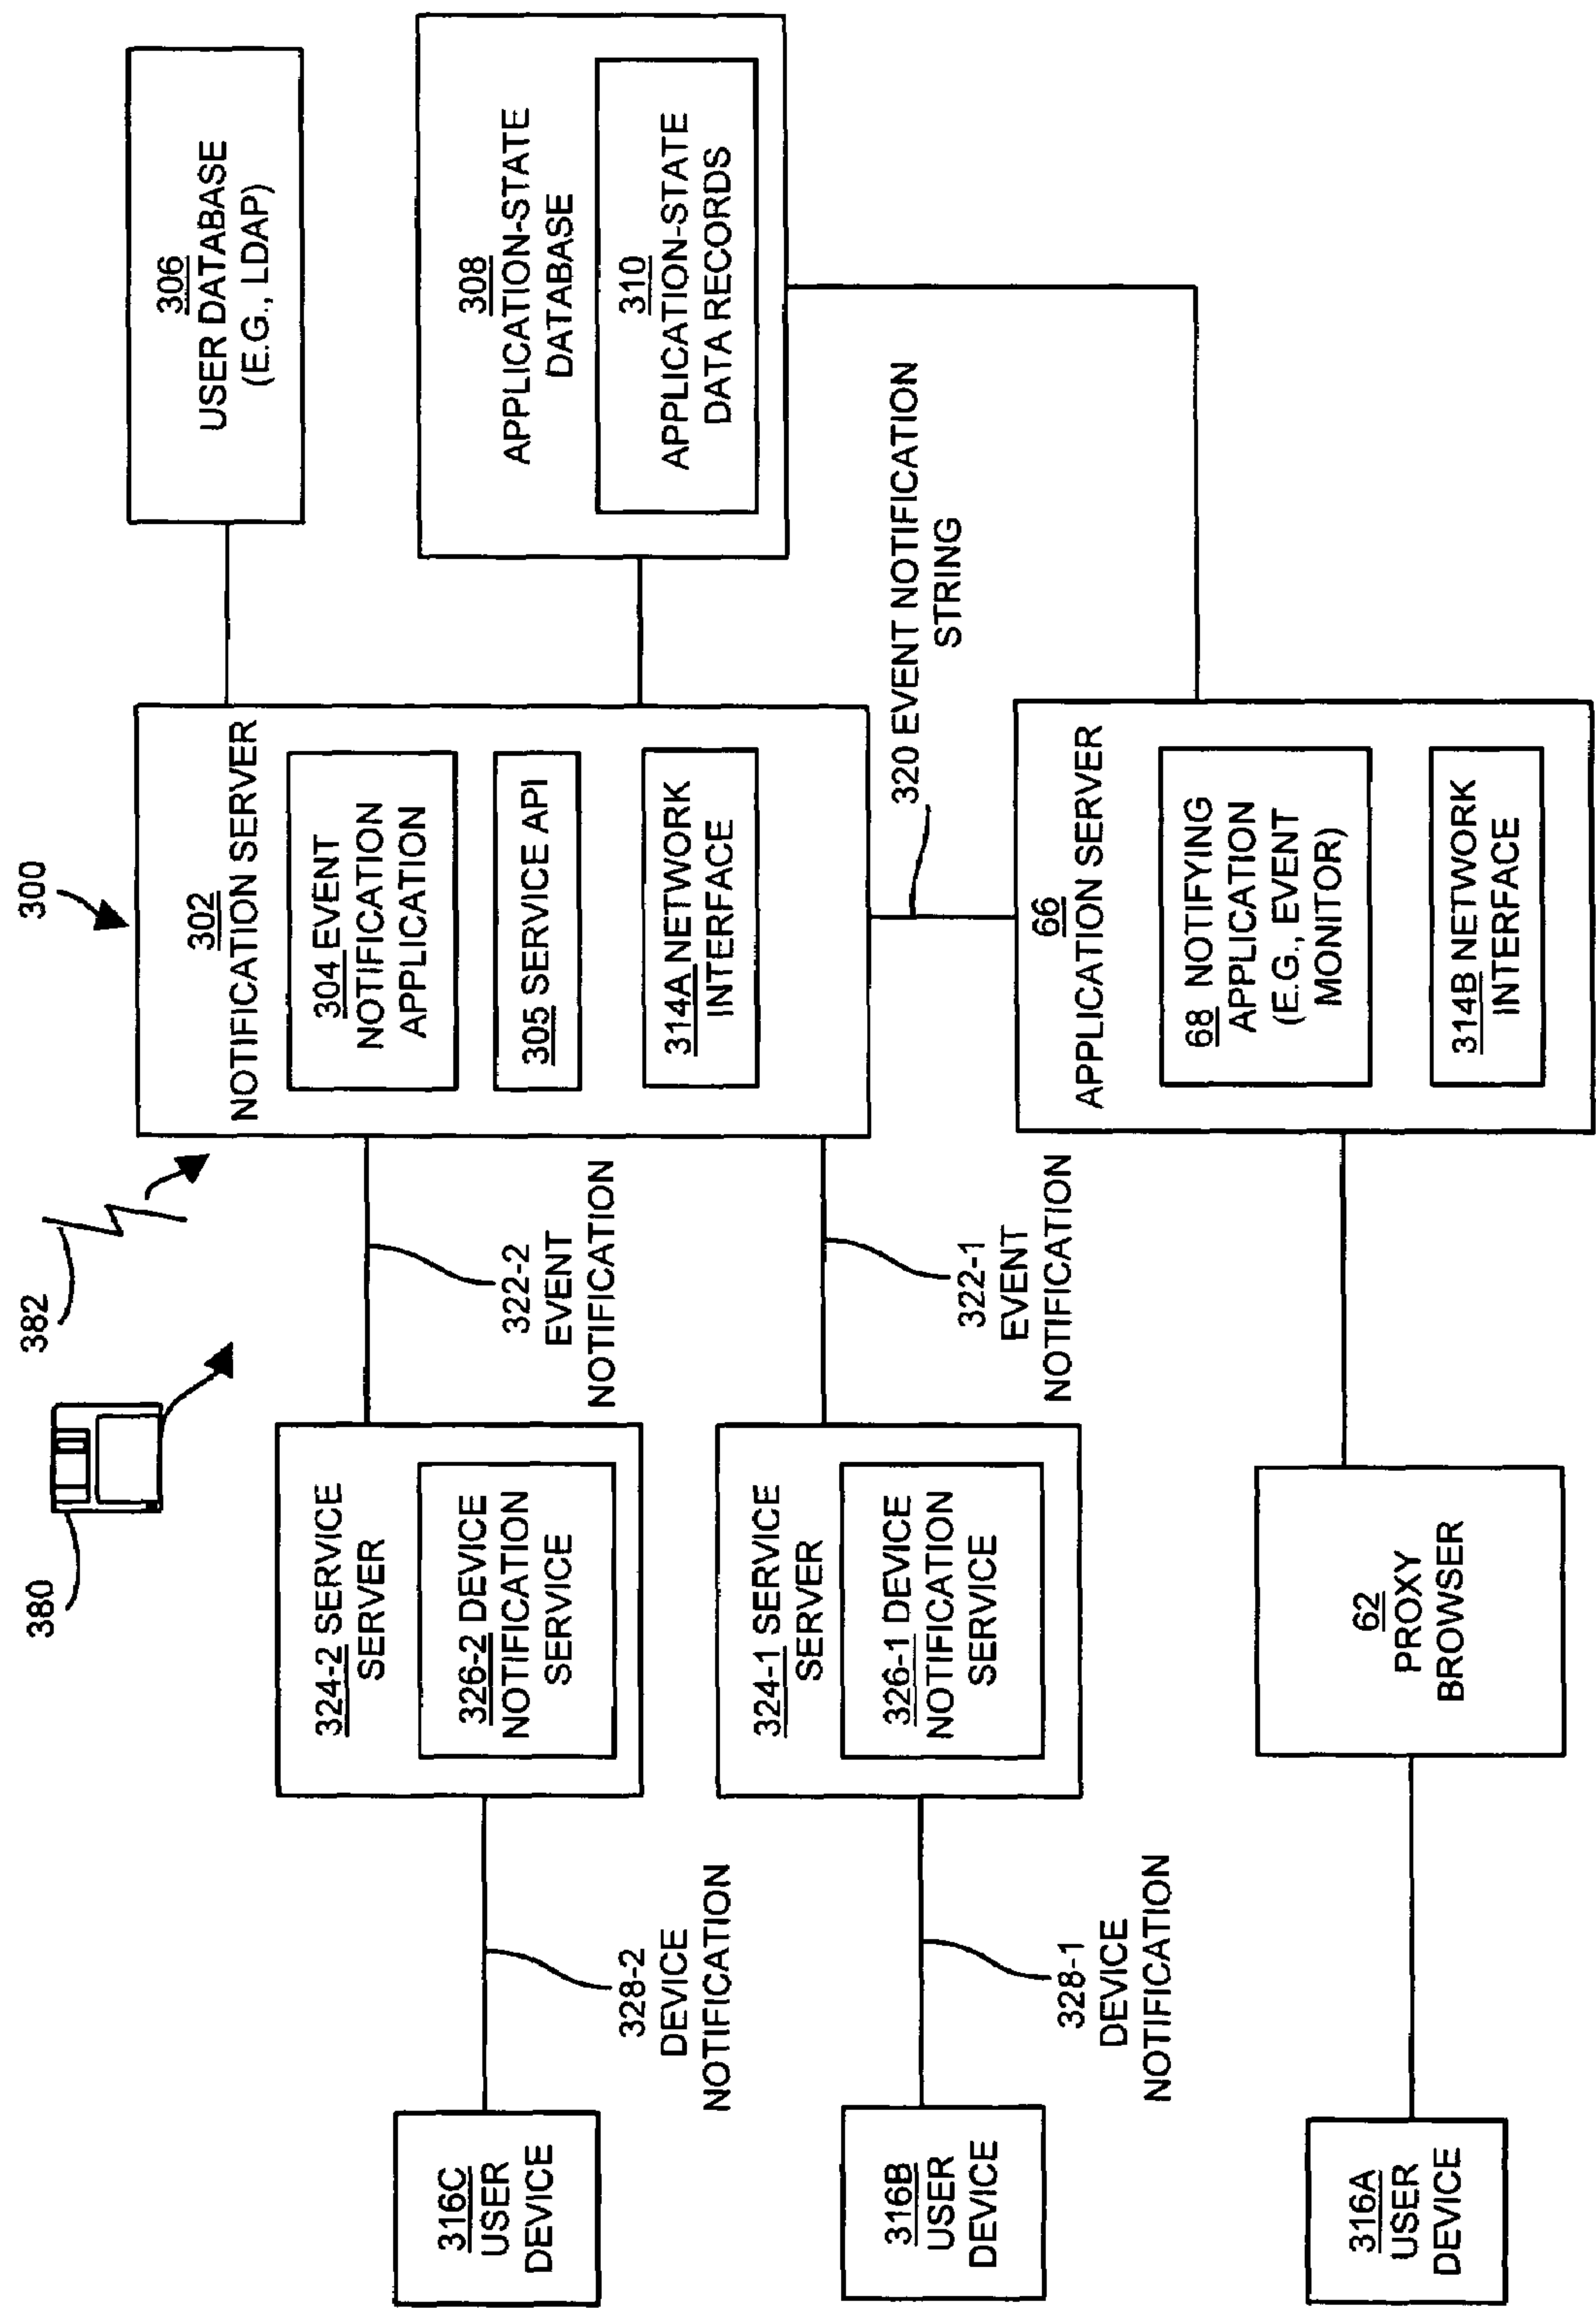 300
380
382
302
NOTIFICATION SERVER
304 EVENT
NOTIFICATION
APPLICATION
305 SERVICE API
314A NETWORK
INTERFACE
306
USER DATABASE
(E.G., LDAP)
308
APPLICATION-STATE
DATABASE
310
APPLICATION-STATE
DATA RECORDS
316C
USER
DEVICE
328-2
DEVICE
NOTIFICATION
324-2 SERVICE
SERVER
326-2 DEVICE
NOTIFICATION
SERVICE
322-2
EVENT
NOTIFICATION
316B
USER
DEVICE
328-1
DEVICE
NOTIFICATION
324-1 SERVICE
SERVER
326-1 DEVICE
NOTIFICATION
SERVICE
322-1
EVENT
NOTIFICATION
320 EVENT NOTIFICATION
STRING
316A
USER
DEVICE
62
PROXY
BROWSER
66
APPLICATION SERVER
68 NOTIFYING
APPLICATION
(E.G., EVENT
MONITOR)
314B NETWORK
INTERFACE